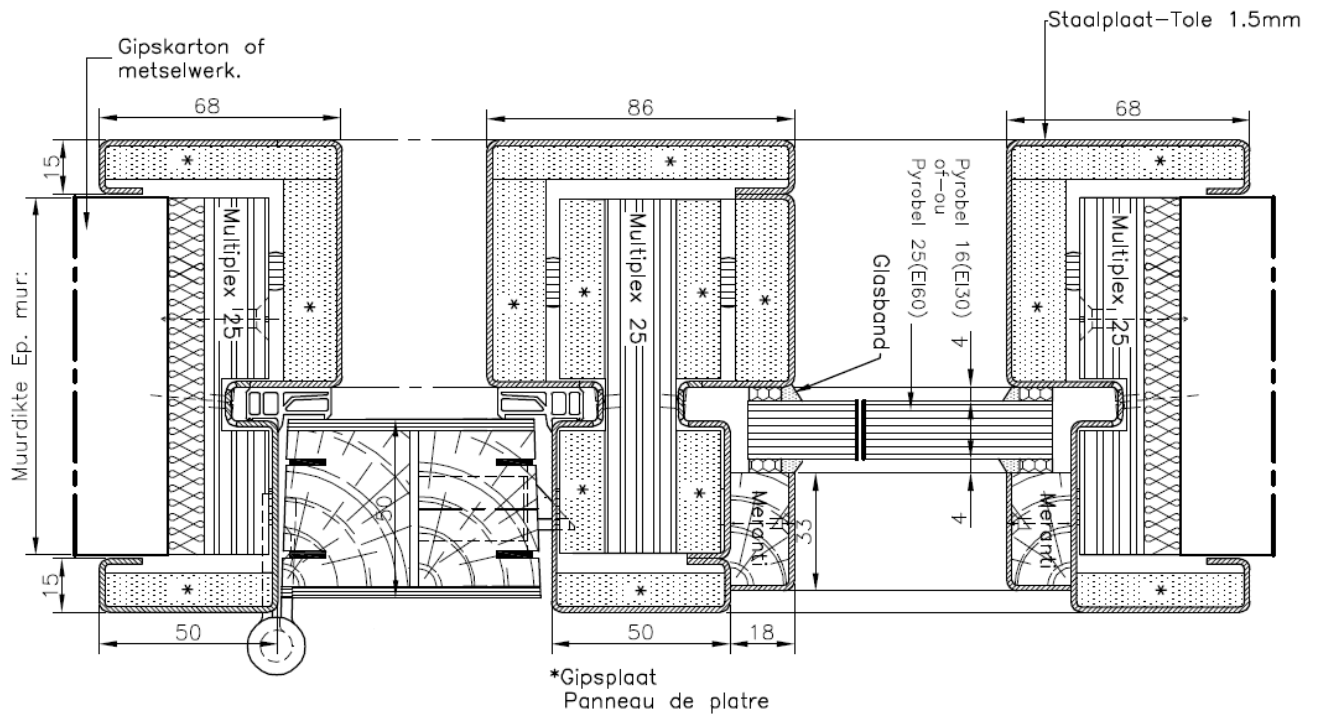 Gipskarton of
metselwerk.
Staalplaat-Tole 1.5mm
68
86
68
15
*
*
*
Pyrobel 16(EI30)
of-ou
Pyrobel 25(EI60)
Glasband
4
Multiplex 25
*
*
*
Multiplex 25
*
*
*
Multiplex 25
Muurdikte Ep. mur:
50
*
*
Meranti
33
4
Meranti
15
*
*
*
50
50
18
*Gipsplaat
Panneau de platre